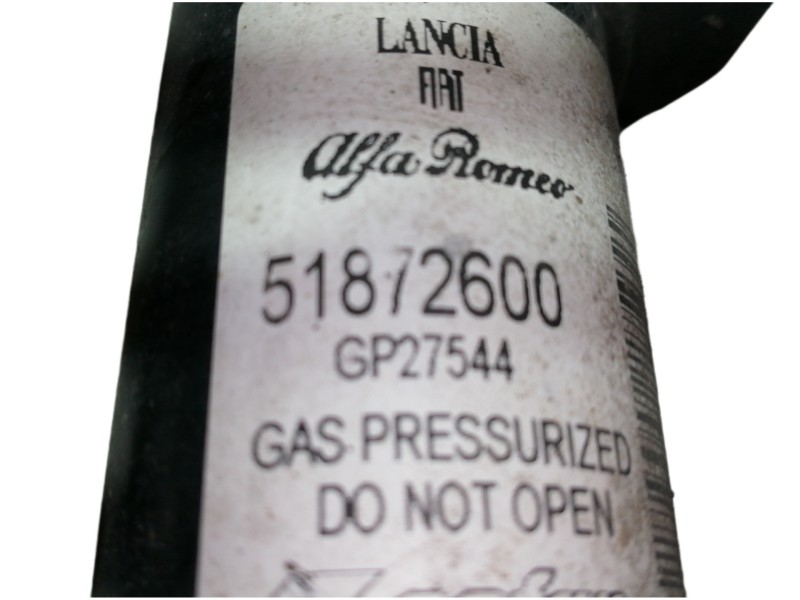 LANCIA
FIAT
Alfa Romeo
51872600
GP27544
GAS PRESSURIZED
DO NOT OPEN